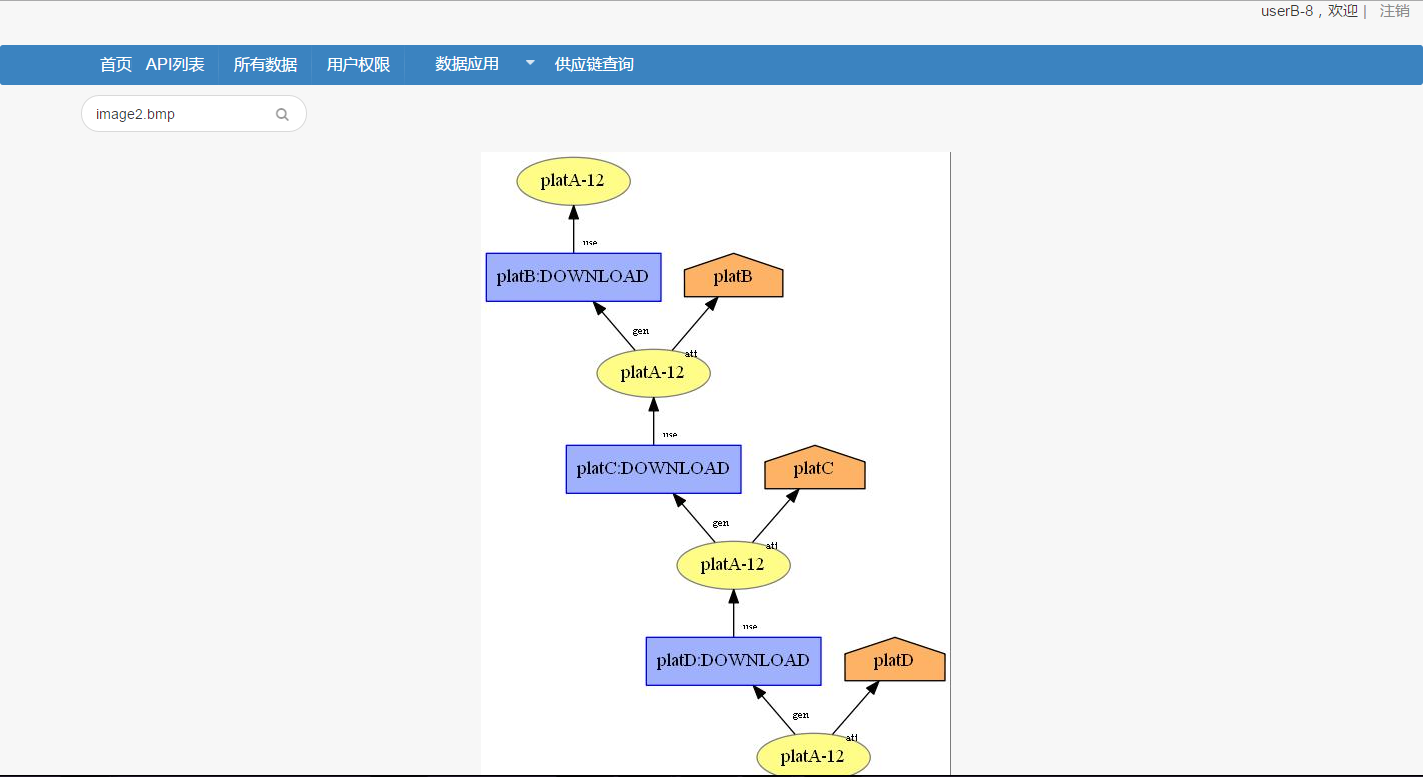 userB-8，欢迎 | 注销
首页 API列表 所有数据 用户权限 数据应用 供应链查询
image2.bmp
platA-12
use
platB:DOWNLOAD platB
gen
att
platA-12
use
platC:DOWNLOAD platC
gen
att
platA-12
use
platD:DOWNLOAD platD
gen
att
platA-12